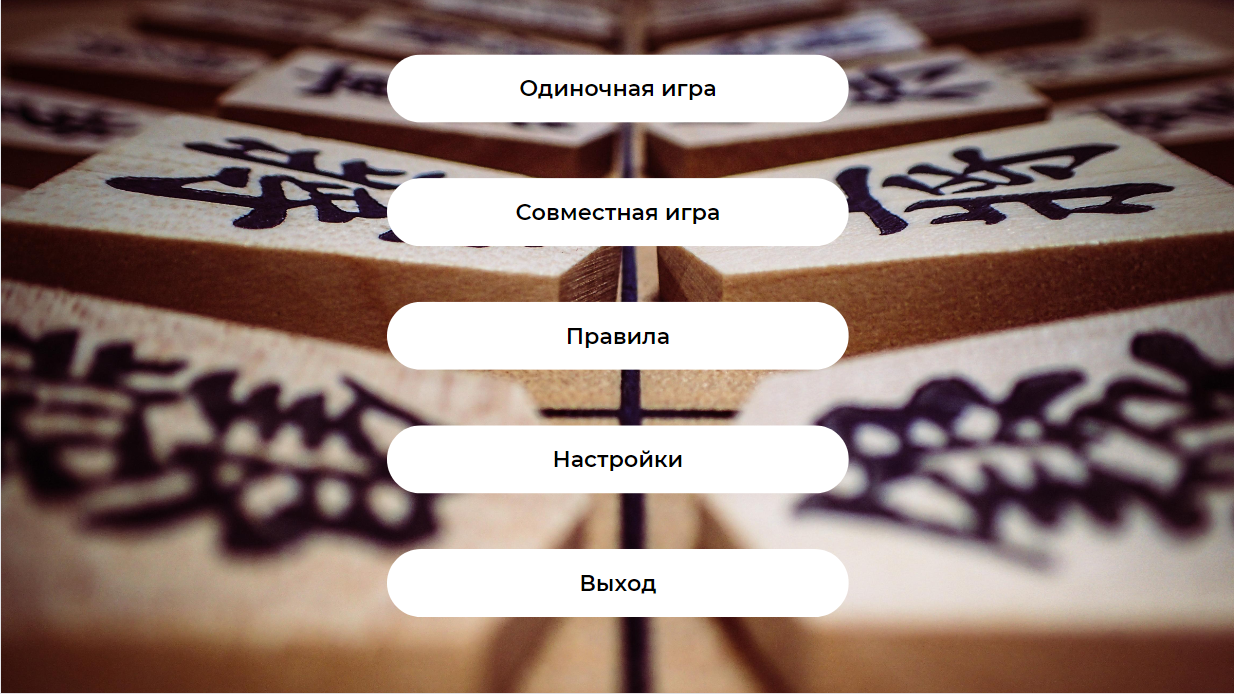 Одиночная игра
Совместная игра
Правила
Настройки
Выход